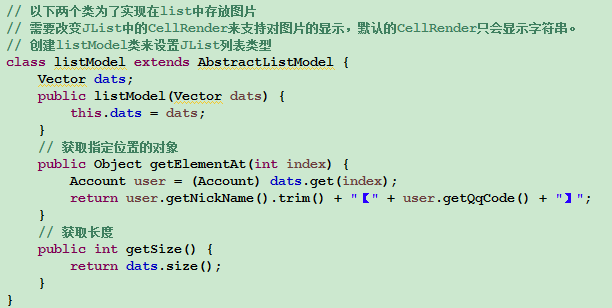 // 以下两个类为了实现在list中存放图片
// 需要改变JList中的CellRender来支持对图片的显示，默认的CellRender只会显示字符串。
// 创建listModel类来设置JList列表类型
class listModel extends AbstractListModel {
    Vector dats;
    public listModel(Vector dats) {
        this.dats = dats;
    }
    // 获取指定位置的对象
    public Object getElementAt(int index) {
        Account user = (Account) dats.get(index);
        return user.getNickName().trim() + "【" + user.getQqCode() + "】";
    }
    // 获取长度
    public int getSize() {
        return dats.size();
    }
}